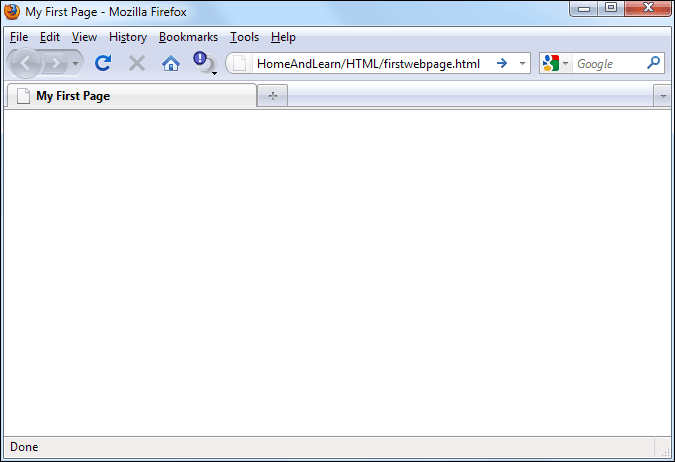 My First Page - Mozilla Firefox
File Edit View History Bookmarks Tools Help
HomeAndLearn/HTML/firstwebpage.html Google
My First Page
Done